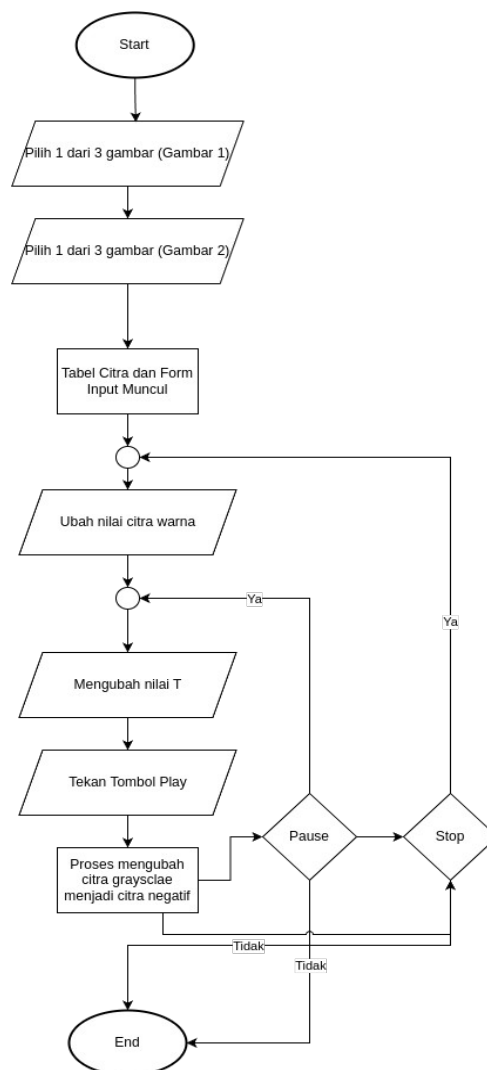 Start
Pilih 1 dari 3 gambar (Gambar 1)
Pilih 1 dari 3 gambar (Gambar 2)
Tabel Citra dan Form
Input Muncul
Ubah nilai citra warna
Ya
Ya
Mengubah nilai T
Tekan Tombol Play
Pause
Stop
Proses mengubah
citra graysclae
menjadi citra negatif
Tidak
Tidak
End